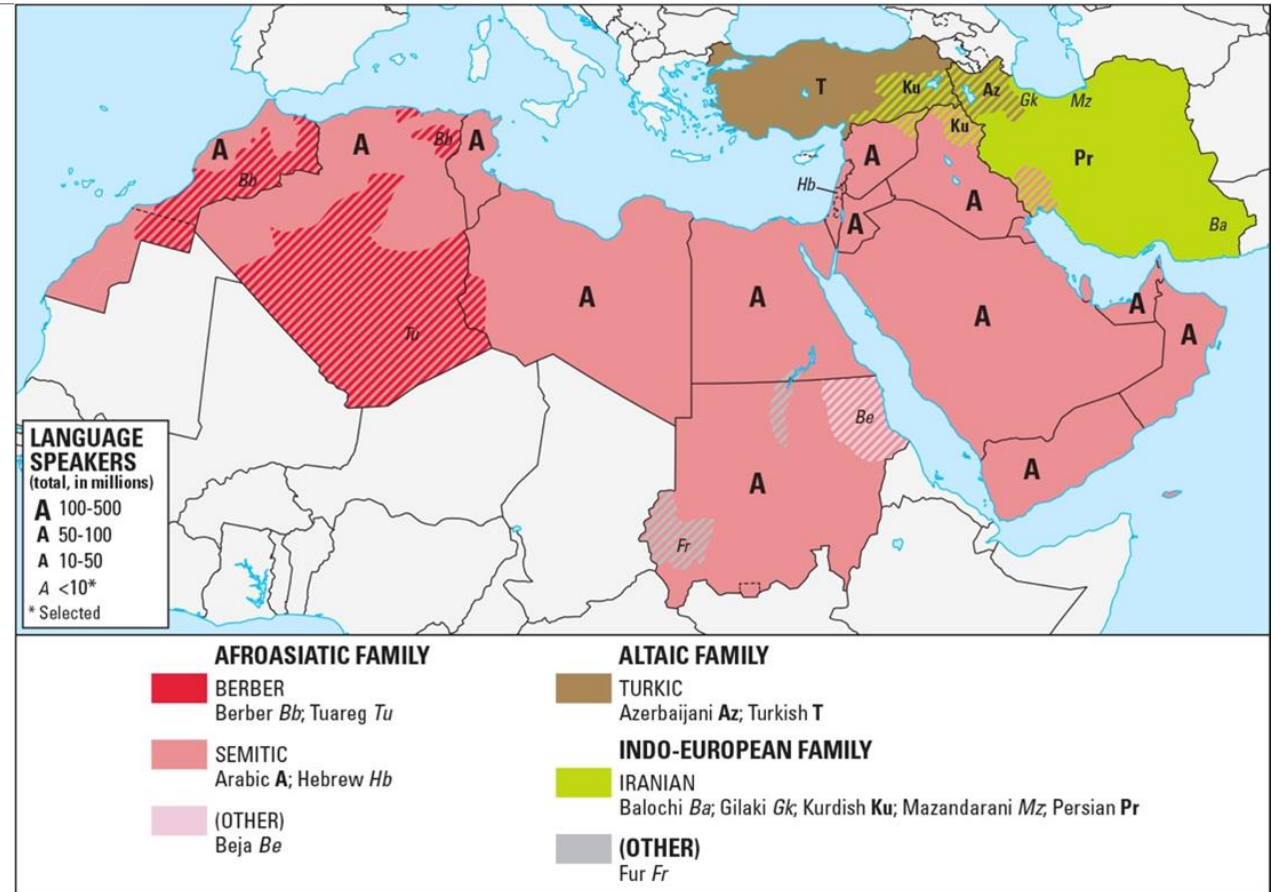 T
Ku
Az
Gk
Mz
Ku
A
A
Bb
A
A
Pr
Bb
Hb
A
A
Ba
A
A
A
A
A
Tu
Be
A
A
Fr
LANGUAGE
SPEAKERS
(total, in millions)
A 100-500
A 50-100
A 10-50
A <10*
* Selected
AFROASIATIC FAMILY
BERBER
Berber Bb; Tuareg Tu
SEMITIC
Arabic A; Hebrew Hb
(OTHER)
Beja Be
ALTAIC FAMILY
TURKIC
Azerbaijani Az; Turkish T
INDO-EUROPEAN FAMILY
IRANIAN
Balochi Ba; Gilaki Gk; Kurdish Ku; Mazandarani Mz; Persian Pr
(OTHER)
Fur Fr